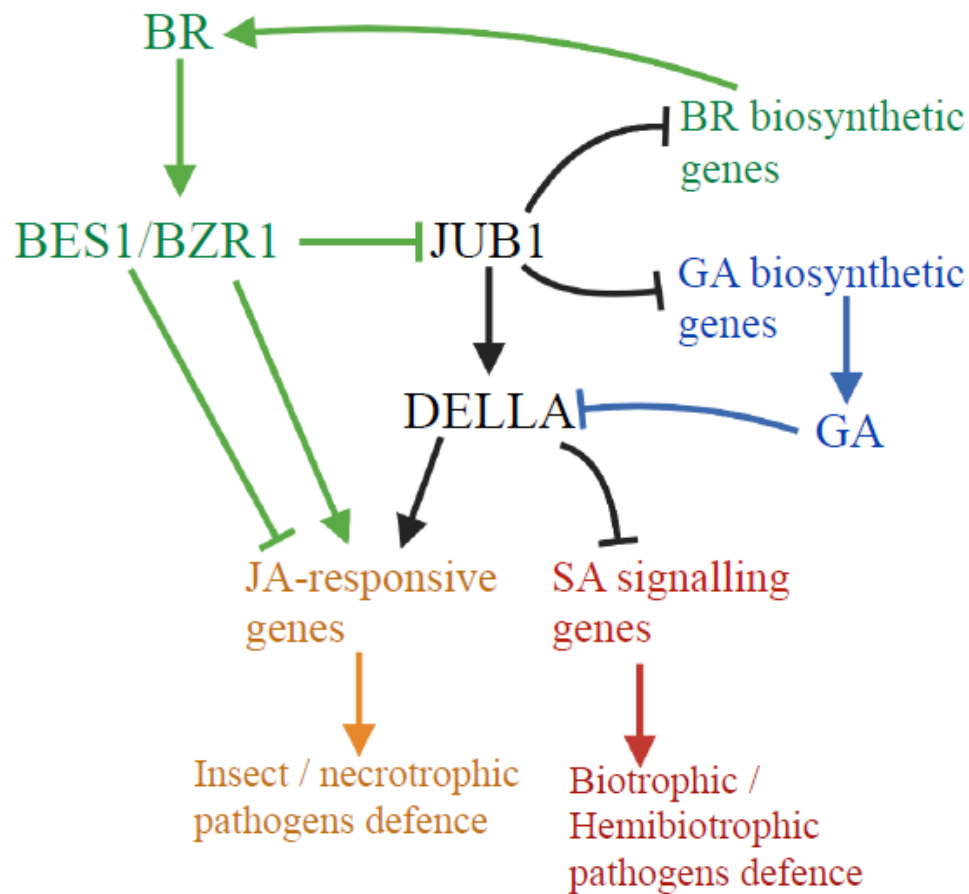 BR
BR biosynthetic
genes
BES1/BZR1
JUB1
GA biosynthetic
genes
DELLA
GA
JA-responsive
genes
SA signalling
genes
Insect / necrotrophic
pathogens defence
Biotrophic /
Hemibiotrophic
pathogens defence